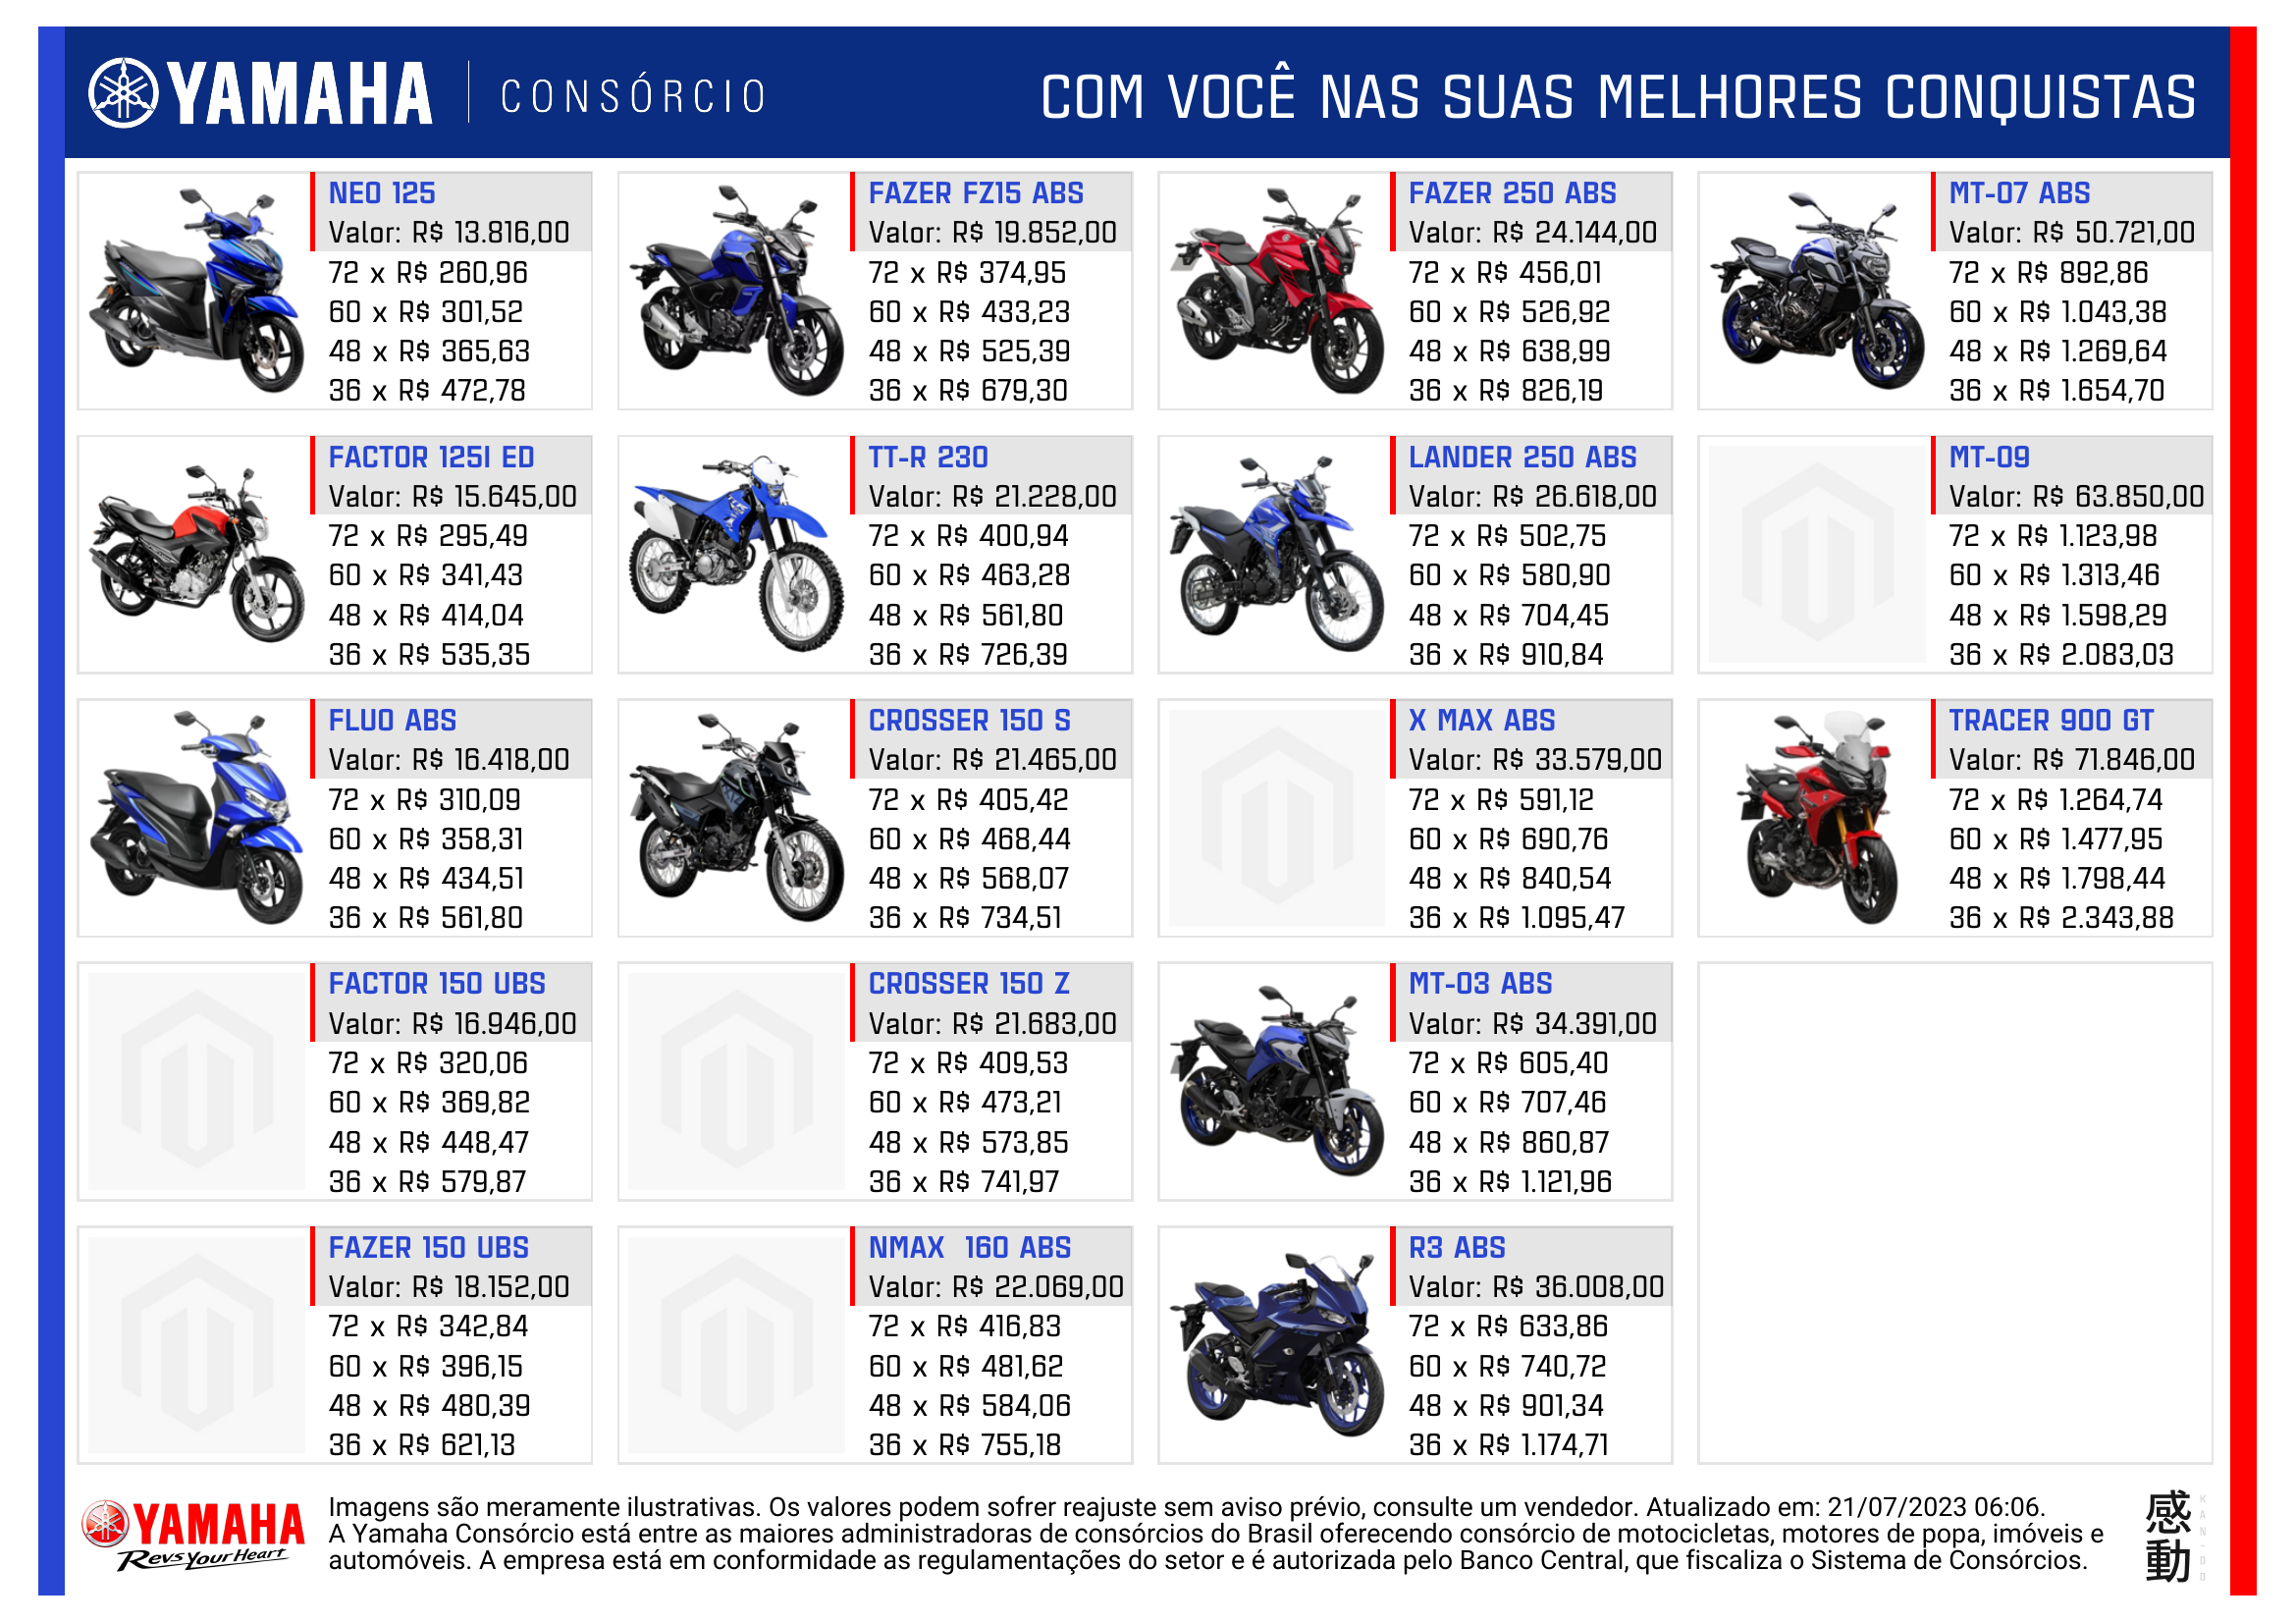 YAMAHA CONSÓRCIO
COM VOCÊ NAS SUAS MELHORES CONQUISTAS
NEO 125
Valor: R$ 13.816,00
72 x R$ 260,96
60 x R$ 301,52
48 x R$ 365,63
36 x R$ 472,78
FAZER FZ15 ABS
Valor: R$ 19.852,00
72 x R$ 374,95
60 x R$ 433,23
48 x R$ 525,39
36 x R$ 679,30
FAZER 250 ABS
Valor: R$ 24.144,00
72 x R$ 456,01
60 x R$ 526,92
48 x R$ 638,99
36 x R$ 826,19
MT-07 ABS
Valor: R$ 50.721,00
72 x R$ 892,86
60 x R$ 1.043,38
48 x R$ 1.269,64
36 x R$ 1.654,70
FACTOR 125I ED
Valor: R$ 15.645,00
72 x R$ 295,49
60 x R$ 341,43
48 x R$ 414,04
36 x R$ 535,35
TT-R 230
Valor: R$ 21.228,00
72 x R$ 400,94
60 x R$ 463,28
48 x R$ 561,80
36 x R$ 726,39
LANDER 250 ABS
Valor: R$ 26.618,00
72 x R$ 502,75
60 x R$ 580,90
48 x R$ 704,45
36 x R$ 910,84
MT-09
Valor: R$ 63.850,00
72 x R$ 1.123,98
60 x R$ 1.313,46
48 x R$ 1.598,29
36 x R$ 2.083,03
FLUO ABS
Valor: R$ 16.418,00
72 x R$ 310,09
60 x R$ 358,31
48 x R$ 434,51
36 x R$ 561,80
CROSSER 150 S
Valor: R$ 21.465,00
72 x R$ 405,42
60 x R$ 468,44
48 x R$ 568,07
36 x R$ 734,51
X MAX ABS
Valor: R$ 33.579,00
72 x R$ 591,12
60 x R$ 690,76
48 x R$ 840,54
36 x R$ 1.095,47
TRACER 900 GT
Valor: R$ 71.846,00
72 x R$ 1.264,74
60 x R$ 1.477,95
48 x R$ 1.798,44
36 x R$ 2.343,88
FACTOR 150 UBS
Valor: R$ 16.946,00
72 x R$ 320,06
60 x R$ 369,82
48 x R$ 448,47
36 x R$ 579,87
CROSSER 150 Z
Valor: R$ 21.683,00
72 x R$ 409,53
60 x R$ 473,21
48 x R$ 573,85
36 x R$ 741,97
MT-03 ABS
Valor: R$ 34.391,00
72 x R$ 605,40
60 x R$ 707,46
48 x R$ 860,87
36 x R$ 1.121,96
FAZER 150 UBS
Valor: R$ 18.152,00
72 x R$ 342,84
60 x R$ 396,15
48 x R$ 480,39
36 x R$ 621,13
NMAX 160 ABS
Valor: R$ 22.069,00
72 x R$ 416,83
60 x R$ 481,62
48 x R$ 584,06
36 x R$ 755,18
R3 ABS
Valor: R$ 36.008,00
72 x R$ 633,86
60 x R$ 740,72
48 x R$ 901,34
36 x R$ 1.174,71
YAMAHA
Revs Your Heart
Imagens são meramente ilustrativas. Os valores podem sofrer reajuste sem aviso prévio, consulte um vendedor. Atualizado em: 21/07/2023 06:06.
A Yamaha Consórcio está entre as maiores administradoras de consórcios do Brasil oferecendo consórcio de motocicletas, motores de popa, imóveis e
automóveis. A empresa está em conformidade as regulamentações do setor e é autorizada pelo Banco Central, que fiscaliza o Sistema de Consórcios.
感動
KAN-DO